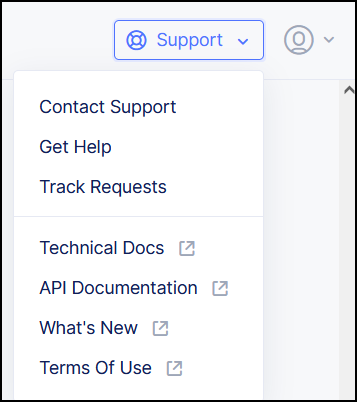 Support
Contact Support
Get Help
Track Requests
Technical Docs
API Documentation
What's New
Terms Of Use